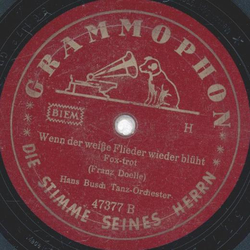 GRAMMOPHON
BIEM
H
Wenn der weiße Flieder wieder blüht
Fox-trot
(Franz Doelle)
Hans Busch Tanz-Orchester
47377 B
DIE STIMME SEINES HERRN